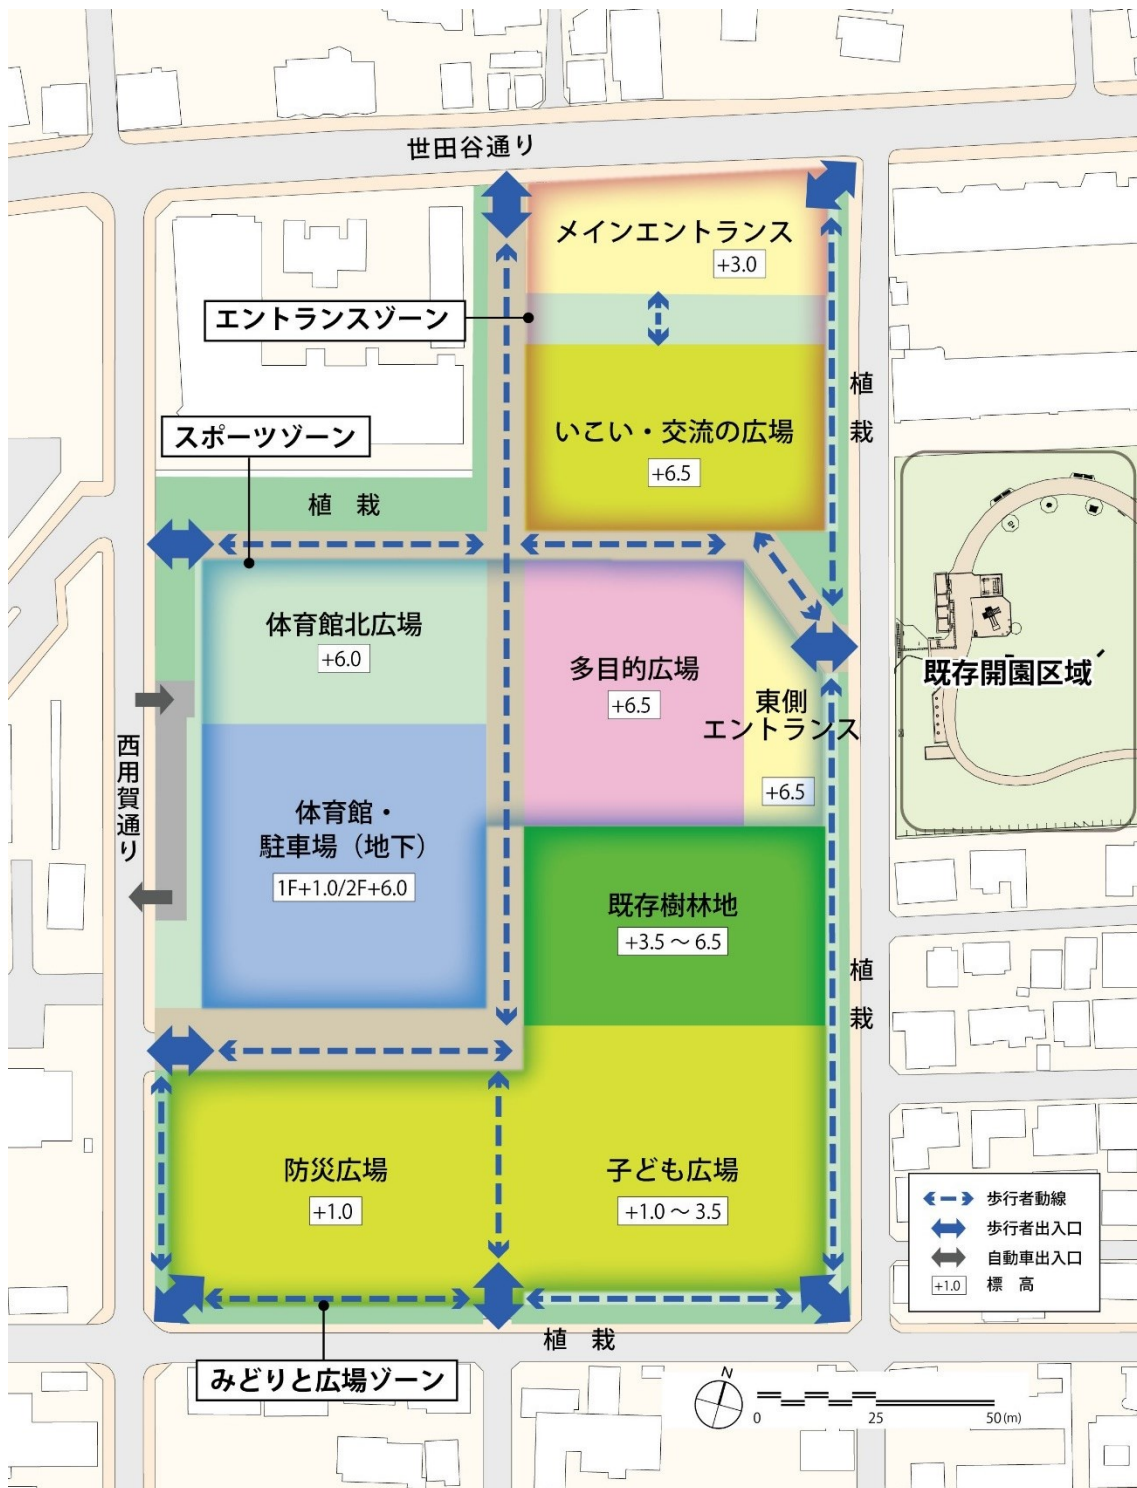 世田谷通り
メインエントランス
+3.0
エントランスゾーン
植栽
いこい・交流の広場
+6.5
スポーツゾーン
植 栽
体育館北広場
+6.0
多目的広場
+6.5
東側
エントランス
+6.5
既存開園区域
西用賀通り
体育館・
駐車場（地下）
1F+1.0/2F+6.0
既存樹林地
+3.5 ～ 6.5
植栽
防災広場
+1.0
子ども広場
+1.0 ～ 3.5
歩行者動線
歩行者出入口
自動車出入口
+1.0 標 高
植 栽
みどりと広場ゾーン
N
0 25 50(m)